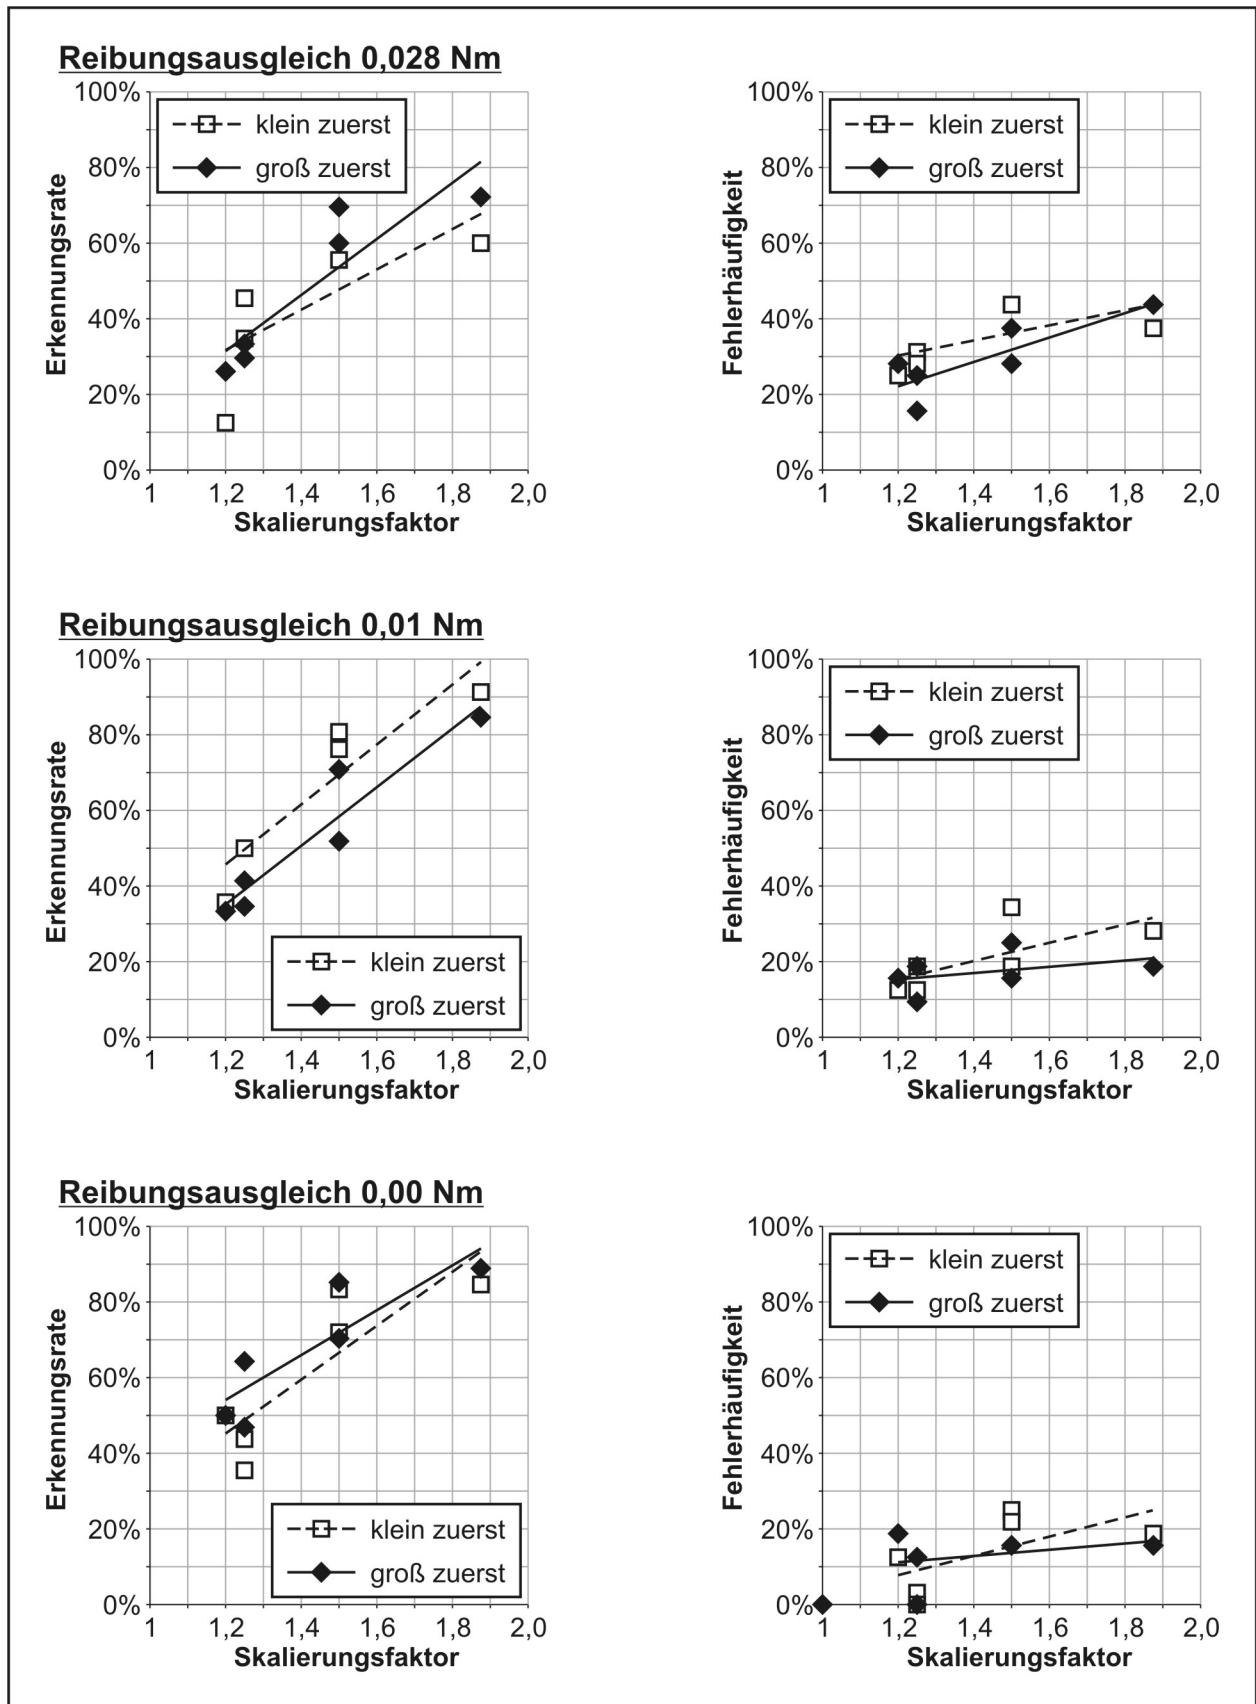 Reibungsausgleich 0,028 Nm
Erkennungsrate
100%
80%
60%
40%
20%
0%
klein zuerst
groß zuerst
1 1,2 1,4 1,6 1,8 2,0
Skalierungsfaktor
Fehlerhäufigkeit
100%
80%
60%
40%
20%
0%
klein zuerst
groß zuerst
1 1,2 1,4 1,6 1,8 2,0
Skalierungsfaktor
Reibungsausgleich 0,01 Nm
Erkennungsrate
100%
80%
60%
40%
20%
0%
klein zuerst
groß zuerst
1 1,2 1,4 1,6 1,8 2,0
Skalierungsfaktor
Fehlerhäufigkeit
100%
80%
60%
40%
20%
0%
klein zuerst
groß zuerst
1 1,2 1,4 1,6 1,8 2,0
Skalierungsfaktor
Reibungsausgleich 0,00 Nm
Erkennungsrate
100%
80%
60%
40%
20%
0%
klein zuerst
groß zuerst
1 1,2 1,4 1,6 1,8 2,0
Skalierungsfaktor
Fehlerhäufigkeit
100%
80%
60%
40%
20%
0%
klein zuerst
groß zuerst
1 1,2 1,4 1,6 1,8 2,0
Skalierungsfaktor